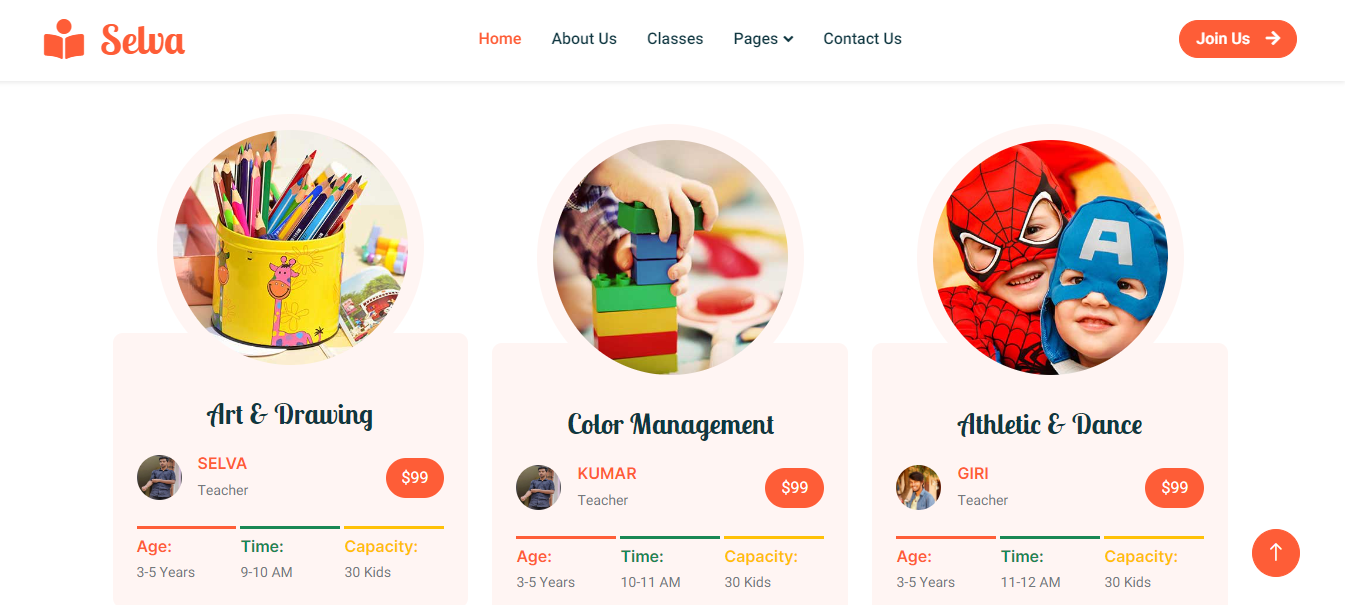 Selva
Home
About Us
Classes
Pages
Contact Us
Join Us
A
Art & Drawing
SELVA
Teacher
$99
Age:
3-5 Years
Time:
9-10 AM
Capacity:
30 Kids
Color Management
KUMAR
Teacher
$99
Age:
3-5 Years
Time:
10-11 AM
Capacity:
30 Kids
Athletic & Dance
GIRI
Teacher
$99
Age:
3-5 Years
Time:
11-12 AM
Capacity:
30 Kids